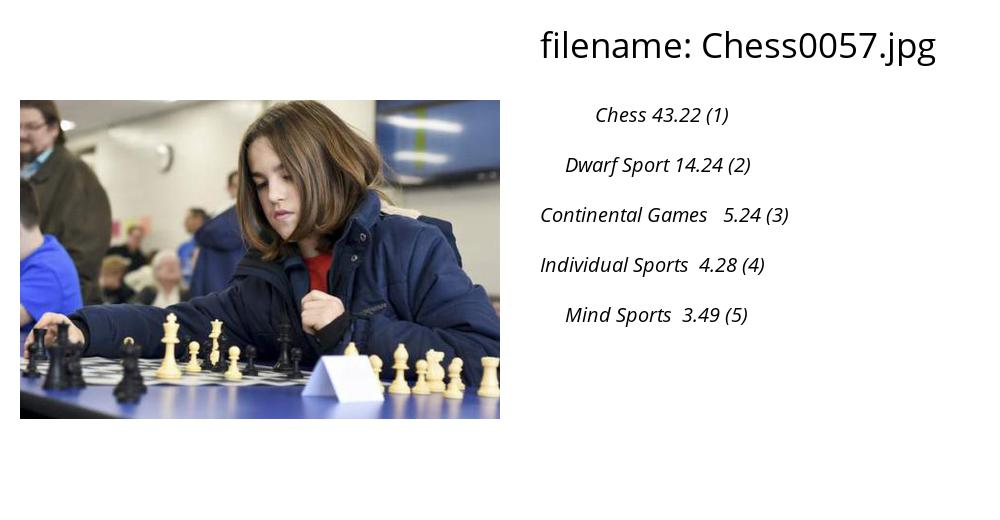 filename: Chess0057.jpg
Chess 43.22 (1)
Dwarf Sport 14.24 (2)
Continental Games 5.24 (3)
Individual Sports 4.28 (4)
Mind Sports 3.49 (5)